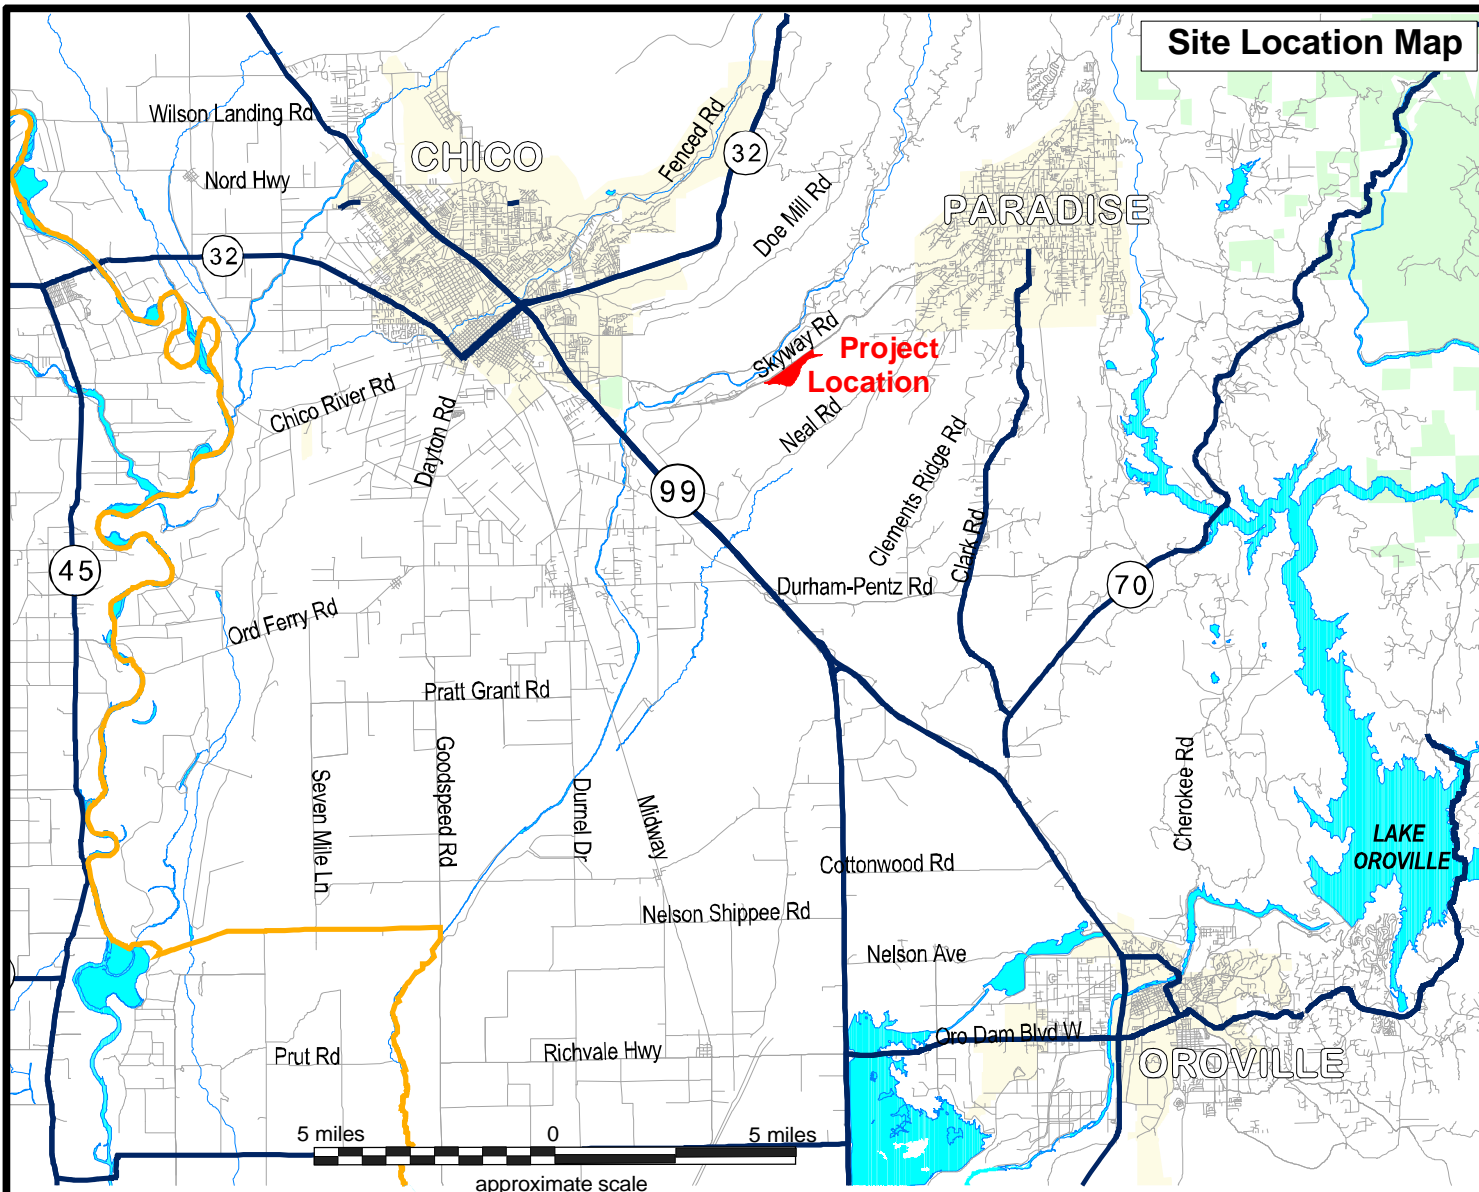 Site Location Map
Wilson Landing Rd
CHICO
Fenced Rd
32
Nord Hwy
Doe Mill Rd
PARADISE
32
Skyway Rd
Project
Location
Chico River Rd
Dayton Rd
Neal Rd
99
Clements Ridge Rd
Clark Rd
45
Durham-Pentz Rd
70
Ord Ferry Rd
Pratt Grant Rd
Seven Mile Ln
Goodspeed Rd
Durnel Dr
Midway
Cherokee Rd
LAKE
OROVILLE
Cottonwood Rd
Nelson Shippee Rd
Nelson Ave
Oro Dam Blvd W
Prut Rd
Richvale Hwy
OROVILLE
5 miles
0
5 miles
approximate scale